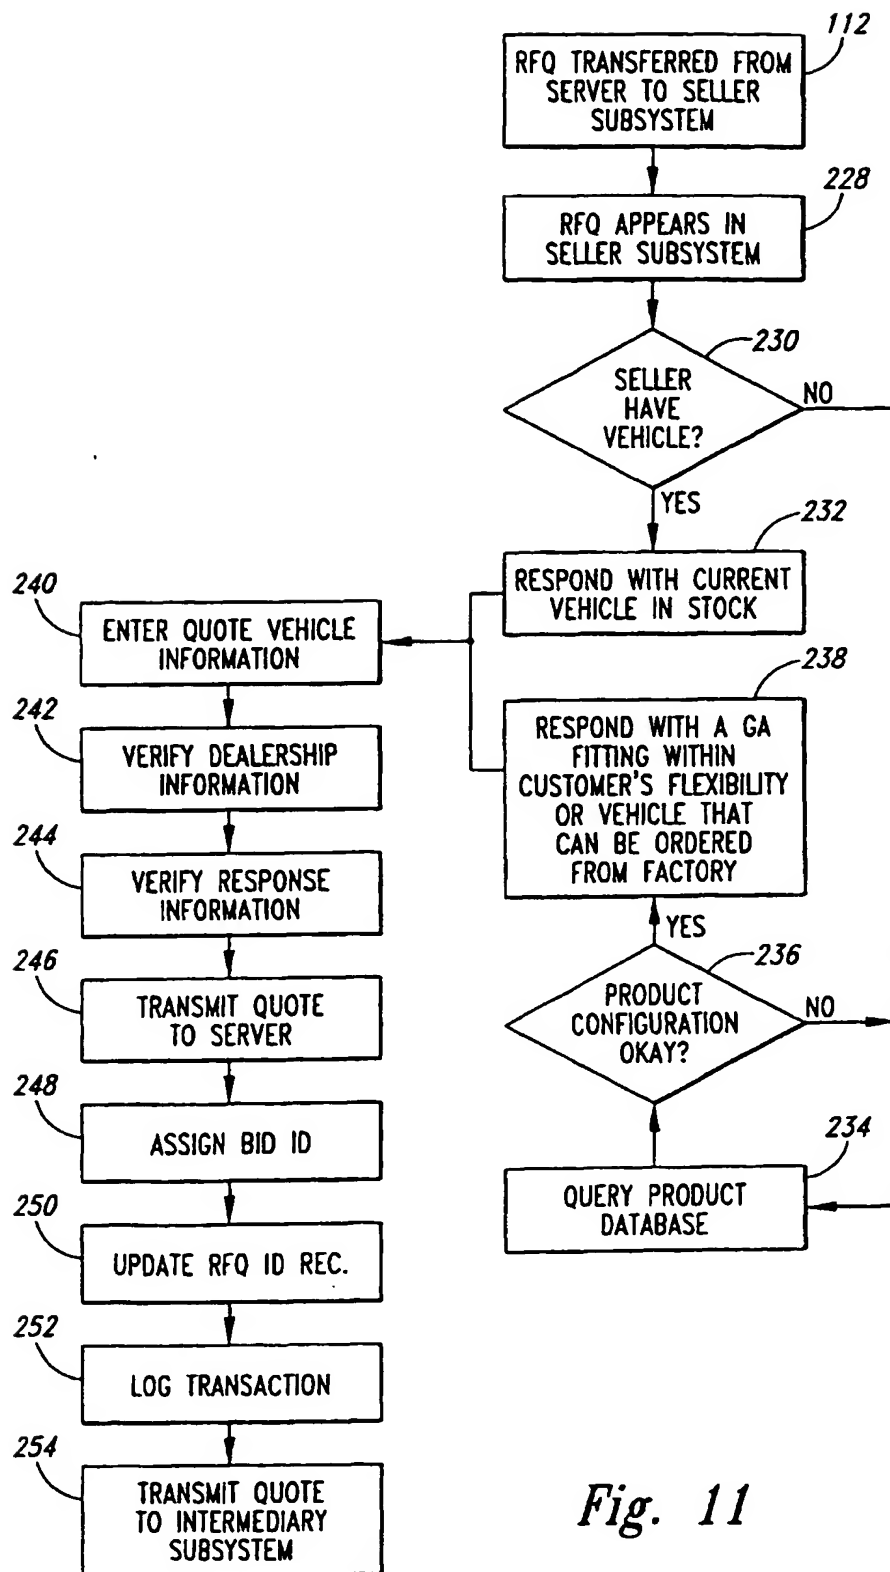 112
RFQ TRANSFERRED FROM
SERVER TO SELLER
SUBSYSTEM
228
RFQ APPEARS IN
SELLER SUBSYSTEM
230
SELLER
HAVE
VEHICLE?
NO
YES
232
RESPOND WITH CURRENT
VEHICLE IN STOCK
238
RESPOND WITH A GA
FITTING WITHIN
CUSTOMER'S FLEXIBILITY
OR VEHICLE THAT
CAN BE ORDERED
FROM FACTORY
YES
236
PRODUCT
CONFIGURATION
OKAY?
NO
234
QUERY PRODUCT
DATABASE
240
ENTER QUOTE VEHICLE
INFORMATION
242
VERIFY DEALERSHIP
INFORMATION
244
VERIFY RESPONSE
INFORMATION
246
TRANSMIT QUOTE
TO SERVER
248
ASSIGN BID ID
250
UPDATE RFQ ID REC.
252
LOG TRANSACTION
254
TRANSMIT QUOTE
TO INTERMEDIARY
SUBSYSTEM
Fig. 11